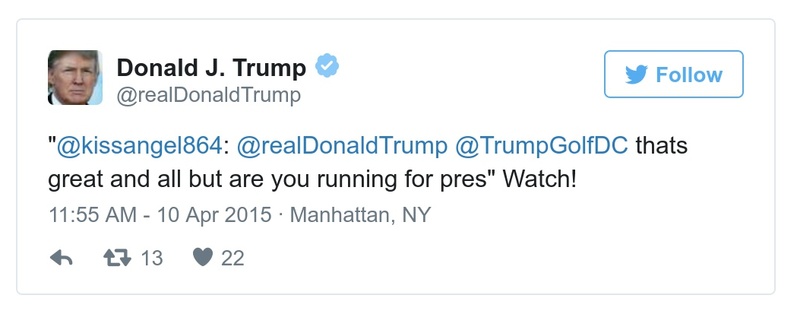 Donald J. Trump
@realDonaldTrump
Follow
"@kissangel864: @realDonaldTrump @TrumpGolfDC thats
great and all but are you running for pres" Watch!
11:55 AM - 10 Apr 2015 · Manhattan, NY
13 22